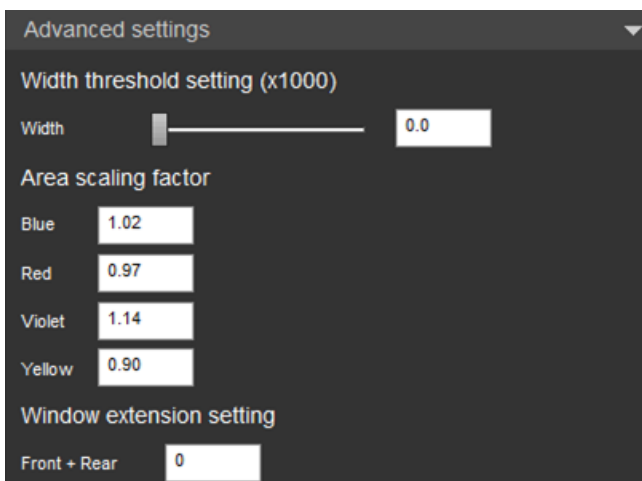 Advanced settings
Width threshold setting (x1000)
Width 0.0
Area scaling factor
Blue 1.02
Red 0.97
Violet 1.14
Yellow 0.90
Window extension setting
Front + Rear 0